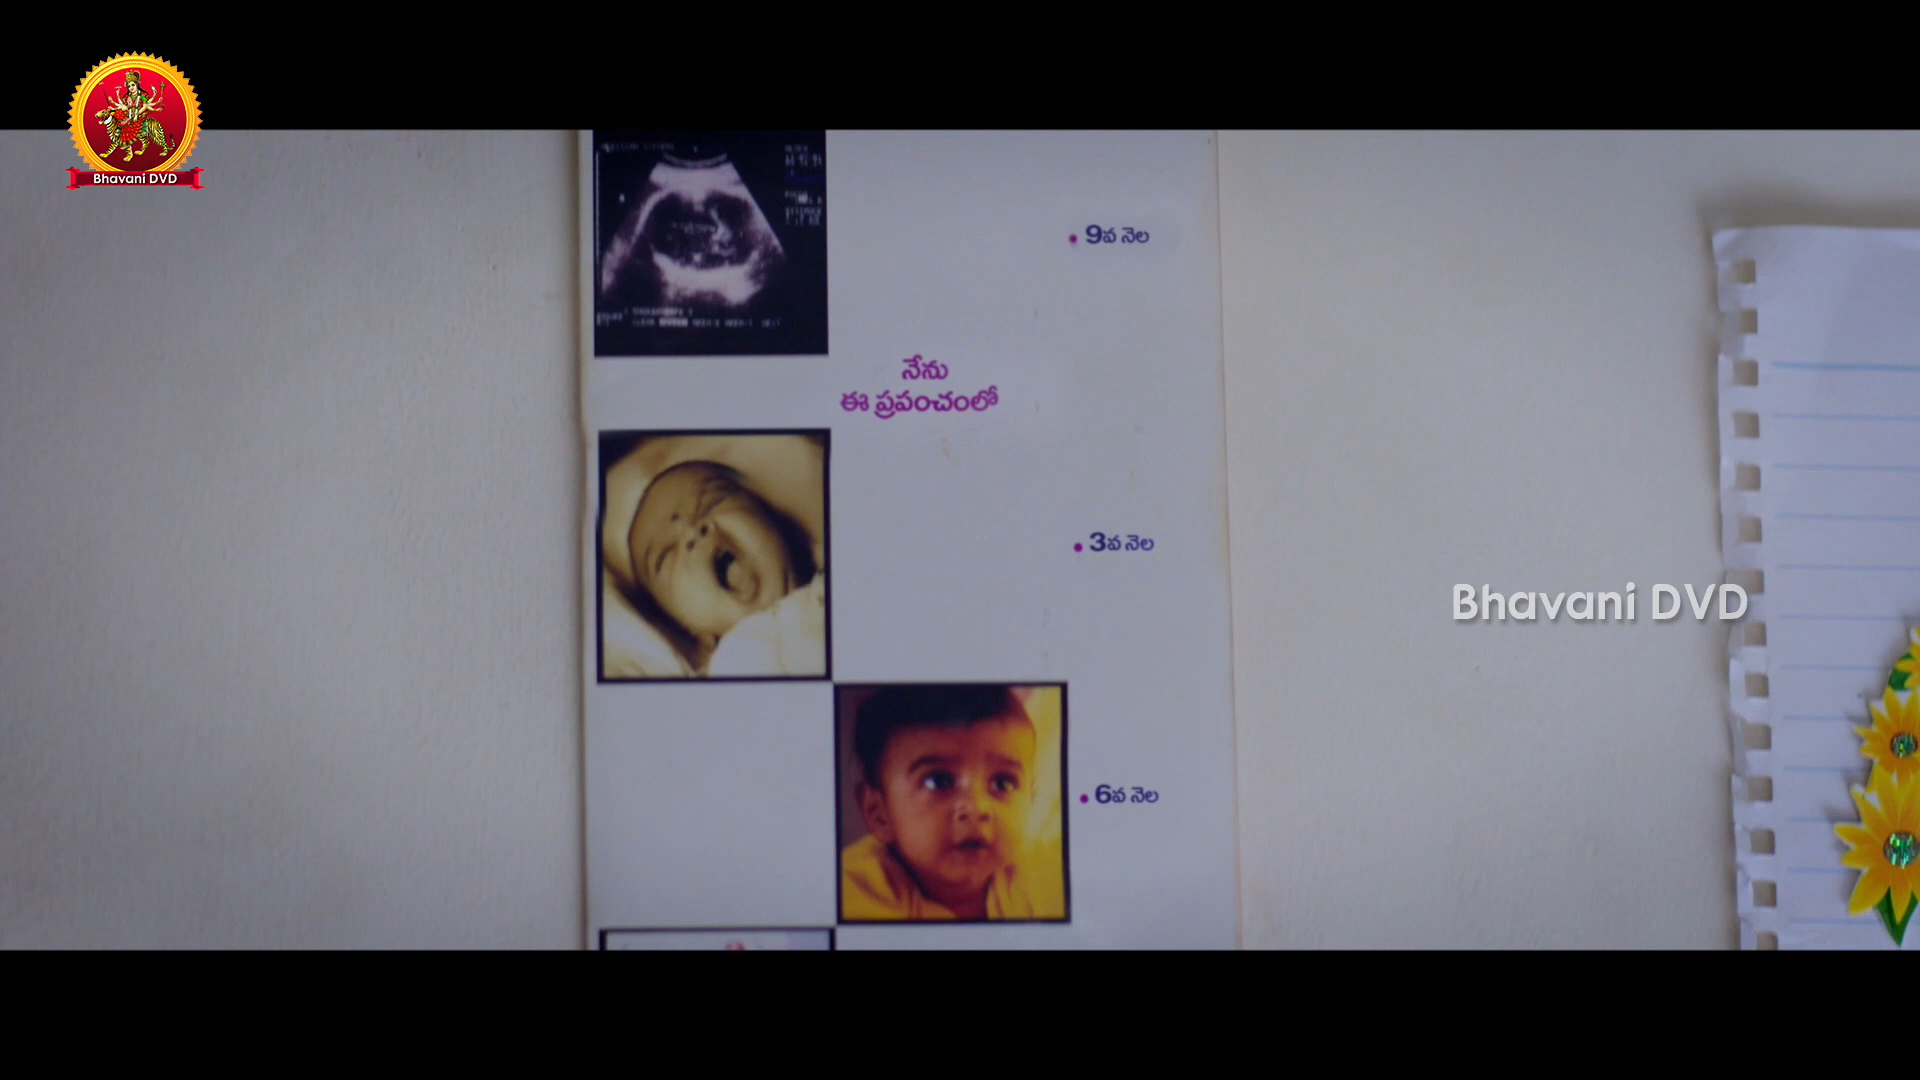 Bhavani DVD
9వ నెల
నేను
ఈ ప్రపంచంలో
3వ నెల
Bhavani DVD
6వ నెల